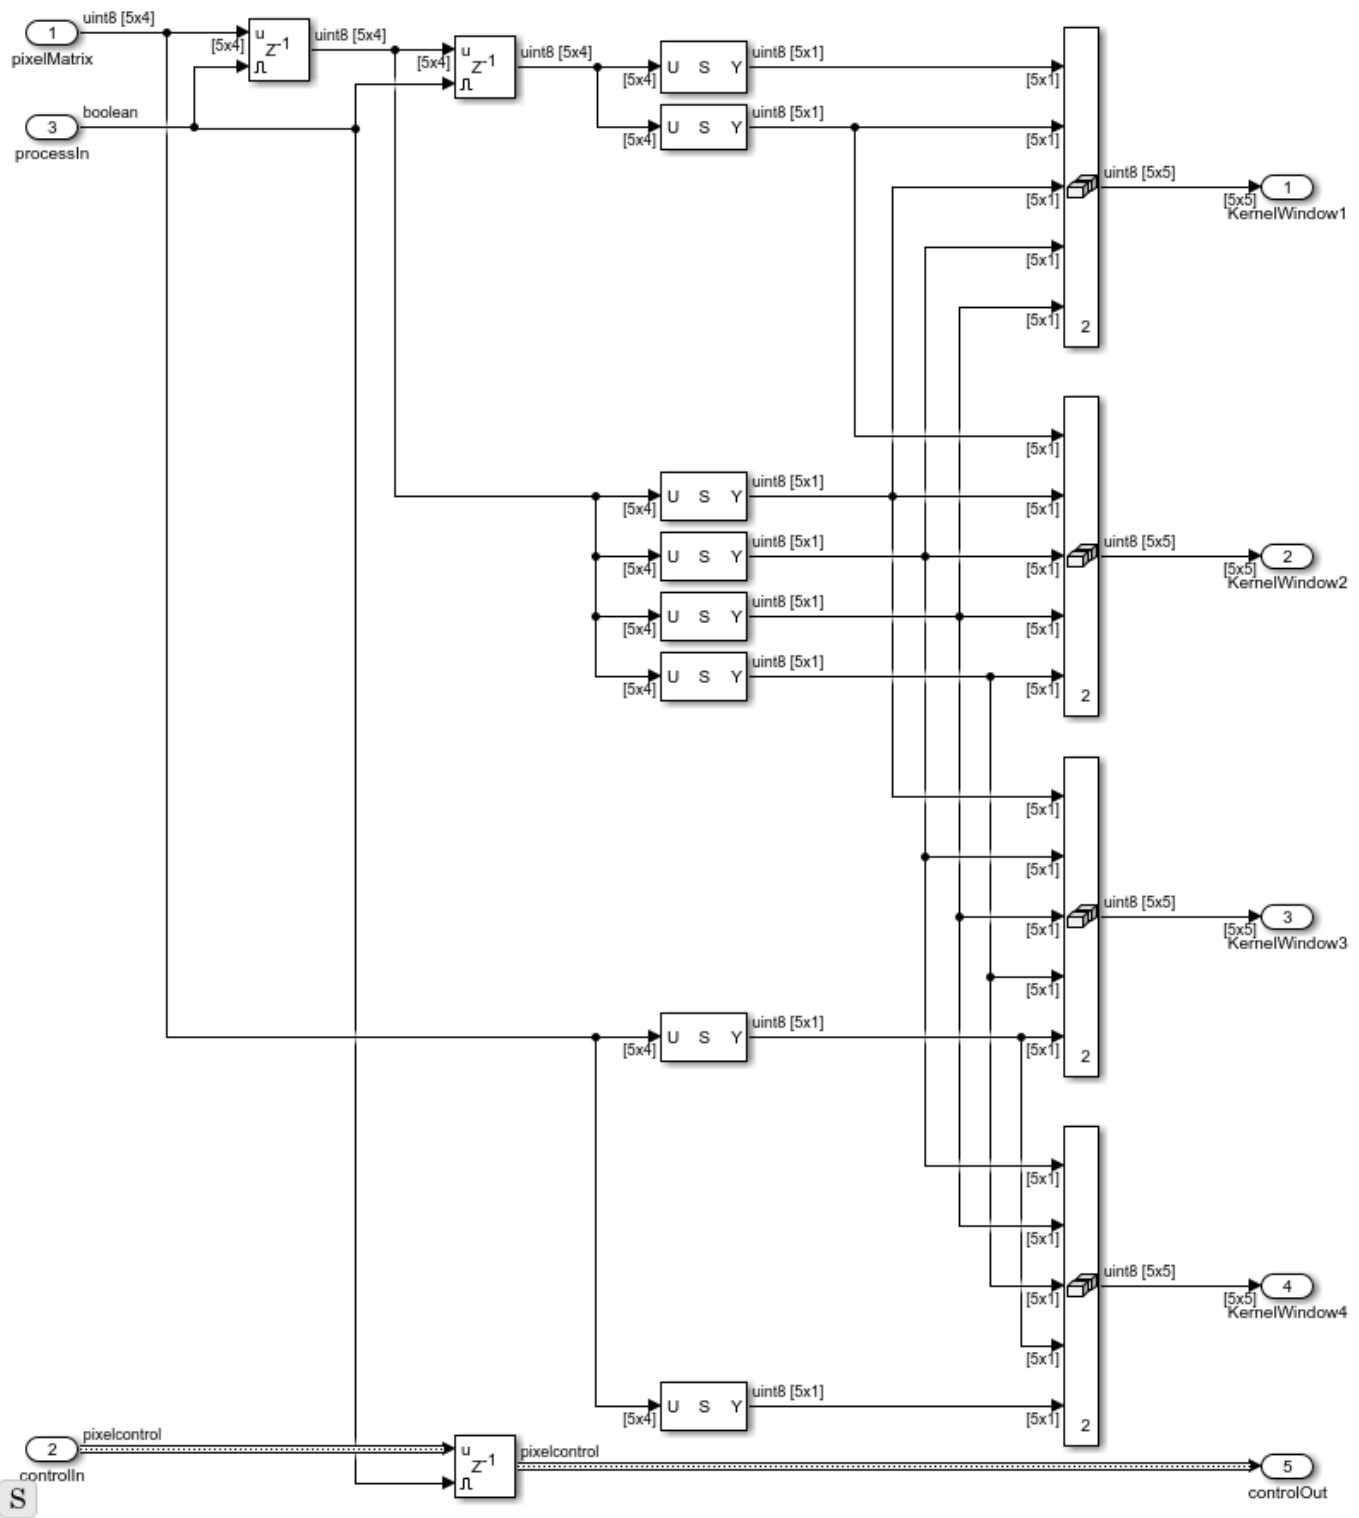 1
pixelMatrix
uint8 [5x4]
[5x4]
u
Z-1
uint8 [5x4]
[5x4]
u
Z-1
uint8 [5x4]
[5x4]
U S Y
uint8 [5x1]
[5x1]
3
processIn
boolean
[5x4]
U S Y
uint8 [5x1]
[5x1]
[5x1]
[5x1]
[5x1]
2
uint8 [5x5]
[5x5]
1
KernelWindow1
[5x1]
[5x4]
U S Y
uint8 [5x1]
[5x1]
[5x4]
U S Y
uint8 [5x1]
[5x1]
[5x4]
U S Y
uint8 [5x1]
[5x1]
[5x4]
U S Y
uint8 [5x1]
[5x1]
2
uint8 [5x5]
[5x5]
2
KernelWindow2
[5x1]
[5x1]
[5x1]
[5x1]
[5x4]
U S Y
uint8 [5x1]
[5x1]
2
uint8 [5x5]
[5x5]
3
KernelWindow3
[5x1]
[5x1]
[5x1]
[5x1]
[5x4]
U S Y
uint8 [5x1]
[5x1]
2
uint8 [5x5]
[5x5]
4
KernelWindow4
2
controlIn
pixelcontrol
u
Z-1
pixelcontrol
5
controlOut
S